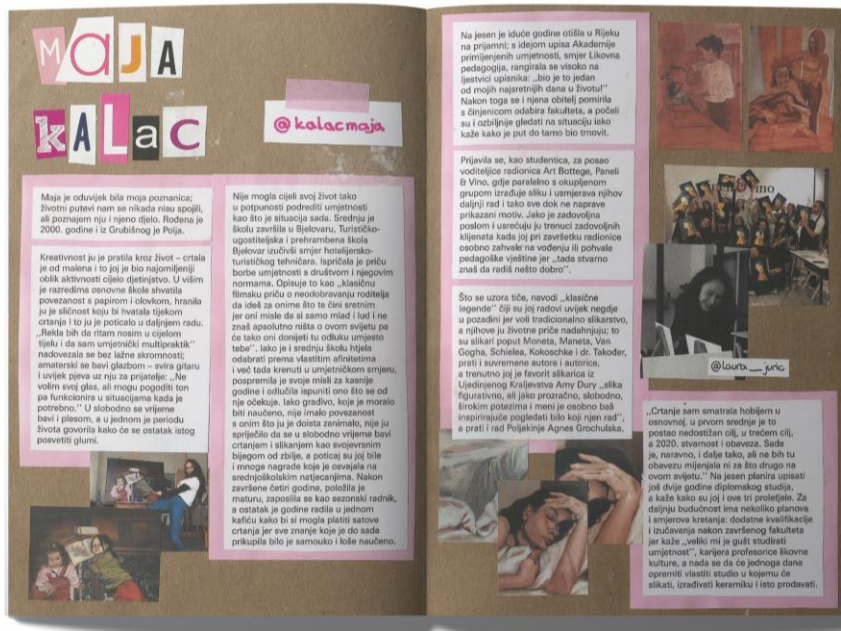 MAJA
KALAC
@kalacmaja
Maja je oduvijek bila moja poznanica;
životni putevi nam se nikada nisu spojili,
ali poznajem nju i njeno djelo. Rođena je
2000. godine i iz Grubišnog je Polja.
Kreativnost ju je pratila kroz život – crtala
je od malena i to joj je bio najomiljeniji
oblik aktivnosti cijelo djetinjstvo. U višim
je razredima osnovne škole shvatila
povezanost s papirom i olovkom, hranila
ju je sličnost koju bi hvatala tijekom
crtanja i to ju je poticalo u daljnjem radu.
„Rekla bih da ritam nosim u cijelom
tijelu i da sam umjetnički multipraktik”
nadovezala se bez lažne skromnosti;
amaterski se bavi glazbom – svira gitaru
i uvijek pjeva uz nju za prijatelje: „Ne
volim svoj glas, ali mogu pogoditi ton
pa funkcionira u situacijama kada je
potrebno.” U slobodno se vrijeme
bavi i plesom, a u jednom je periodu
života govorila kako će se ostatak istog
posvetiti glumi.
Nije mogla cijeli svoj život tako
u potpunosti podrediti umjetnosti
kao što je situacija sada. Srednju je
školu završila u Bjelovaru, Turističko-
ugostiteljska i prehrambena škola
Bjelovar izučivši smjer hotelijersko-
turističkog tehničara. Ispričala je priču
borbe umjetnosti s društvom i njegovim
normama. Opisuje to kao „klasičnu
filmsku priču o neodobravanju roditelja
da ideš za onime što te čini sretnim
jer oni misle da si samo mlad i lud i ne
znaš apsolutno ništa o ovom svijetu pa
će tako oni donijeti tu odluku umjesto
tebe”. Iako je i srednju školu htjela
odabrati prema vlastitim afinitetima
i već tada krenuti u umjetničkom smjeru,
pospremila je svoje misli za kasnije
godine i odlučila ispuniti ono što se od
nje očekuje. Iako gradivo, koje je moralo
biti naučeno, nije imalo povezanost
s onim što ju je doista zanimalo, nije ju
spriječilo da se u slobodno vrijeme bavi
crtanjem i slikanjem kao svojevrsnim
bijegom od zbilje, a poticaj su joj bile
i mnoge nagrade koje je osvajala na
srednjoškolskim natjecanjima. Nakon
završene četiri godine, položila je
maturu, zaposlila se kao sezonski radnik,
a ostatak je godine radila u jednom
kafiću kako bi si mogla platiti satove
crtanja jer sve znanje koje je do sada
prikupila bilo je samouko i loše naučeno.
Na jesen je iduće godine otišla u Rijeku
na prijamni; s idejom upisa Akademije
primijenjenih umjetnosti, smjer Likovna
pedagogija, rangirala se visoko na
ljestvici upisnika: „bio je to jedan
od mojih najsretnijih dana u životu!”
Nakon toga se i njena obitelj pomirila
s činjenicom odabira fakulteta, a počeli
su i ozbiljnije gledati na situaciju iako
kaže kako je put do tamo bio trnovit.
Prijavila se, kao studentica, za posao
voditeljice radionica Art Bottege, Paneli
& Vino, gdje paralelno s okupljenom
grupom izrađuje sliku i usmjerava njihov
daljnji rad i tako sve dok ne naprave
prikazani motiv. Jako je zadovoljna
poslom i usrećuju ju trenuci zadovoljnih
klijenata kada joj pri završetku radionice
osobno zahvale na vođenju ili pohvale
pedagoške vještine jer „tada stvarno
znaš da radiš nešto dobro”.
Što se uzora tiče, navodi „klasične
legende” čiji su joj radovi uvijek negdje
u pozadini jer voli tradicionalno slikarstvo,
a njihove ju životne priče nadahnjuju; to
su slikari poput Moneta, Maneta, Van
Gogha, Schielea, Kokoschke i dr. Također,
prati i suvremene autore i autorice,
a trenutno joj je favorit slikarica iz
Ujedinjenog Kraljevstva Amy Dury „slika
figurativno, ali jako prozračno, slobodno,
širokim potezima i meni je osobno baš
inspirirajuće pogledati bilo koji njen rad”,
a prati i rad Poljakinje Agnes Grochulska.
@laura__juric
„Crtanje sam smatrala hobijem u
osnovnoj, u prvom srednje je to
postao nedostižan cilj, u trećem cilj,
a 2020. stvarnost i obaveza. Sada
je, naravno, i dalje tako, ali ne bih tu
obavezu mijenjala ni za što drugo na
ovom svijetu.” Na jesen planira upisati
još dvije godine diplomskog studija,
a kaže kako su joj i ove tri proletjela. Za
daljnju budućnost ima nekoliko planova
i smjerova kretanja: dodatne kvalifikacije
i izučavanja nakon završenog fakulteta
jer kaže „veliki mi je gušt studirati
umjetnost”, karijera profesorice likovne
kulture, a nada se da će jednoga dana
opremiti vlastiti studio u kojemu će
slikati, izrađivati keramiku i isto prodavati.